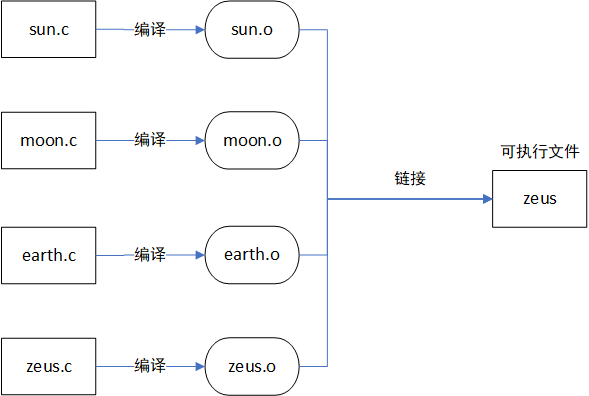 sun.c
编译
sun.o
moon.c
编译
moon.o
可执行文件
链接
zeus
earth.c
编译
earth.o
zeus.c
编译
zeus.o